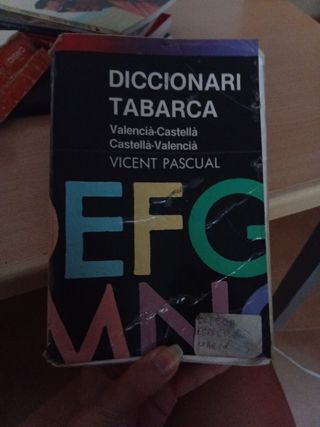 DICCIONARI
TABARCA
Valencià-Castellà
Castellà-Valencià
VICENT PASCUAL
EFG
MN